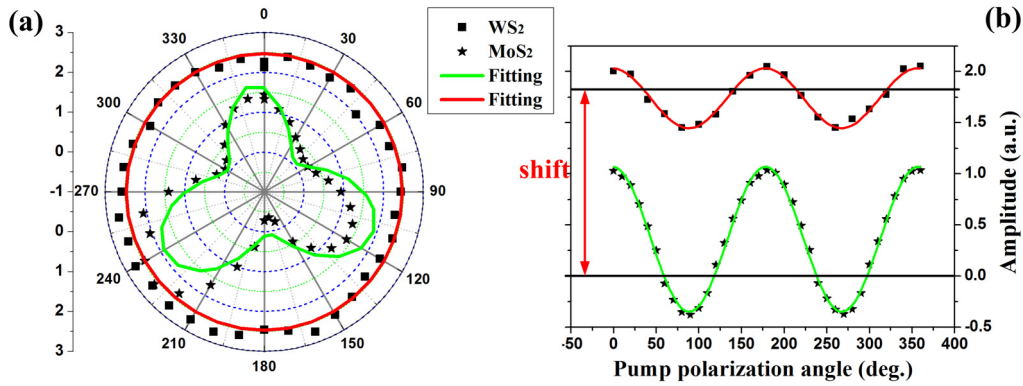 (a)
3
2
1
0
-1
0
1
2
3
0
30
60
90
120
150
180
210
240
270
300
330
WS2
MoS2
Fitting
Fitting
(b)
shift
2.0
1.5
1.0
0.5
0.0
-0.5
Amplitude (a.u.)
-50 0 50 100 150 200 250 300 350 400
Pump polarization angle (deg.)